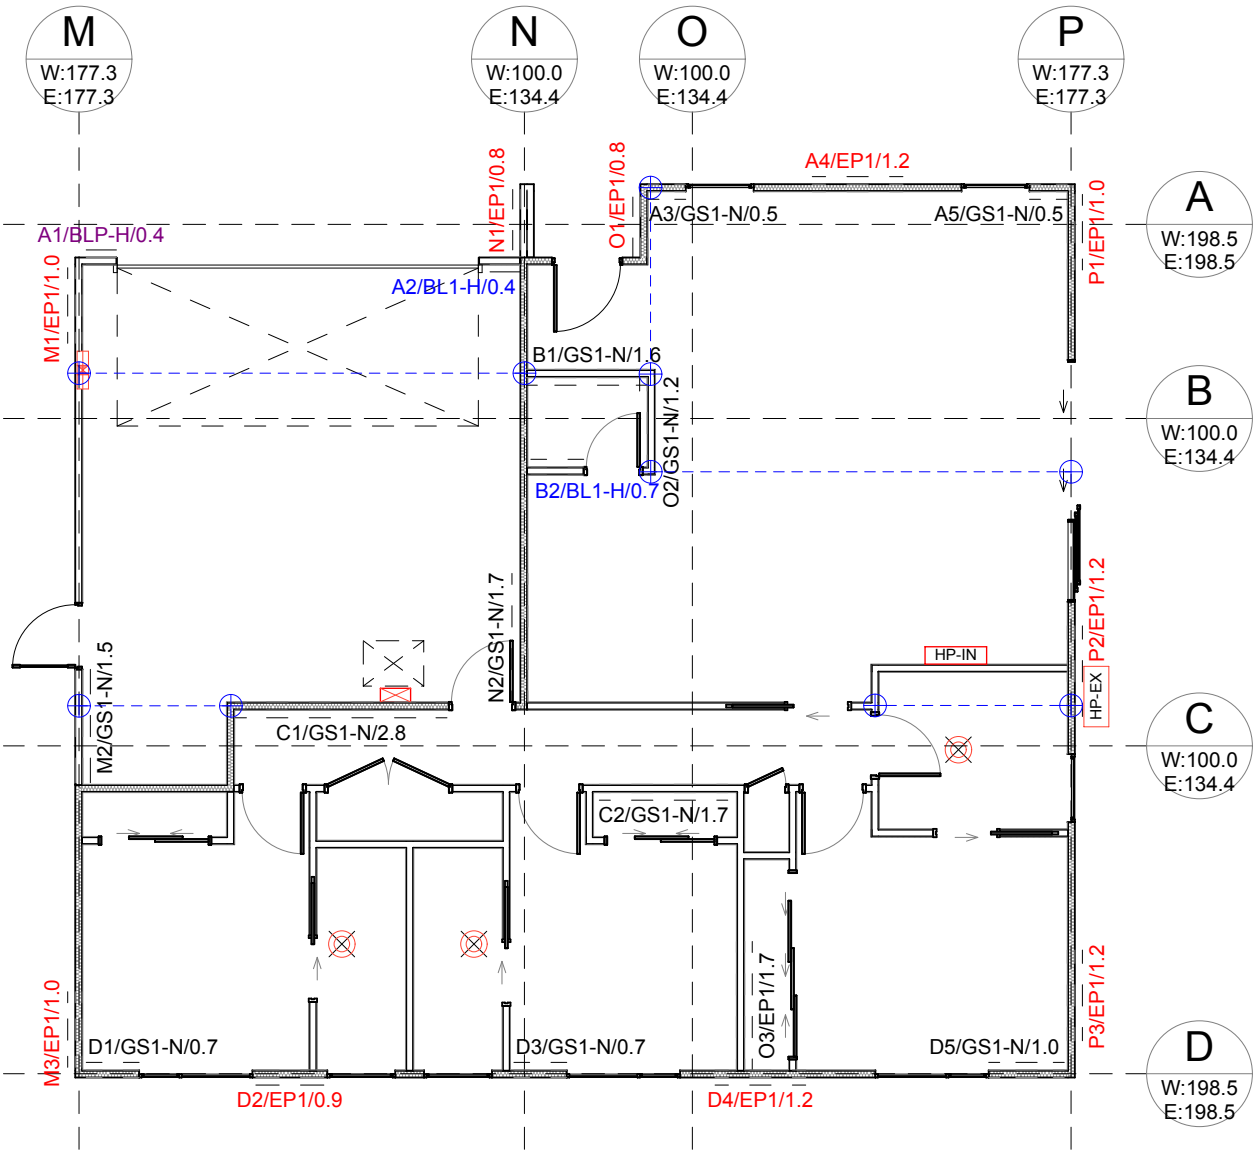 M
W:177.3
E:177.3
N
W:100.0
E:134.4
O
W:100.0
E:134.4
P
W:177.3
E:177.3
A4/EP1/1.2
N1/EP1/0.8
O1/EP1/0.8
A3/GS1-N/0.5
A5/GS1-N/0.5
P1/EP1/1.0
A
W:198.5
E:198.5
A1/BLP-H/0.4
M1/EP1/1.0
A2/BL1-H/0.4
B1/GS1-N/1.6
O2/GS1-N/1.2
B
W:100.0
E:134.4
B2/BL1-H/0.7
N2/GS1-N/1.7
P2/EP1/1.2
HP-IN
HP-EX
M2/GS1-N/1.5
C1/GS1-N/2.8
C
W:100.0
E:134.4
C2/GS1-N/1.7
O3/EP1/1.7
P3/EP1/1.2
M3/EP1/1.0
D1/GS1-N/0.7
D3/GS1-N/0.7
D5/GS1-N/1.0
D
W:198.5
E:198.5
D2/EP1/0.9
D4/EP1/1.2